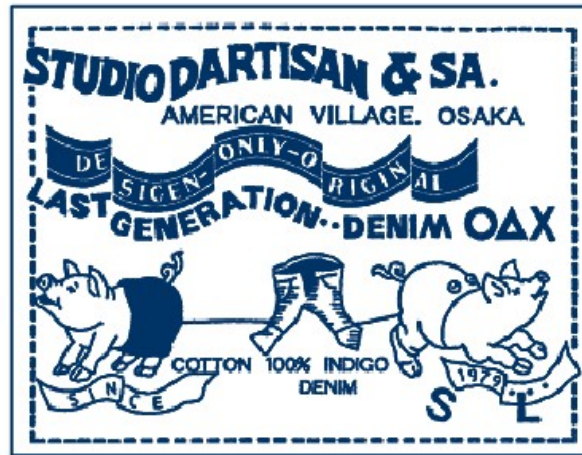 STUDIO DARTISAN & SA.
AMERICAN VILLAGE. OSAKA
DE SIGEN-ONLY-ORIGINAL
LAST GENERATION..DENIM OΔX
COTTON 100% INDIGO
DENIM
SINCE 1979...
S L